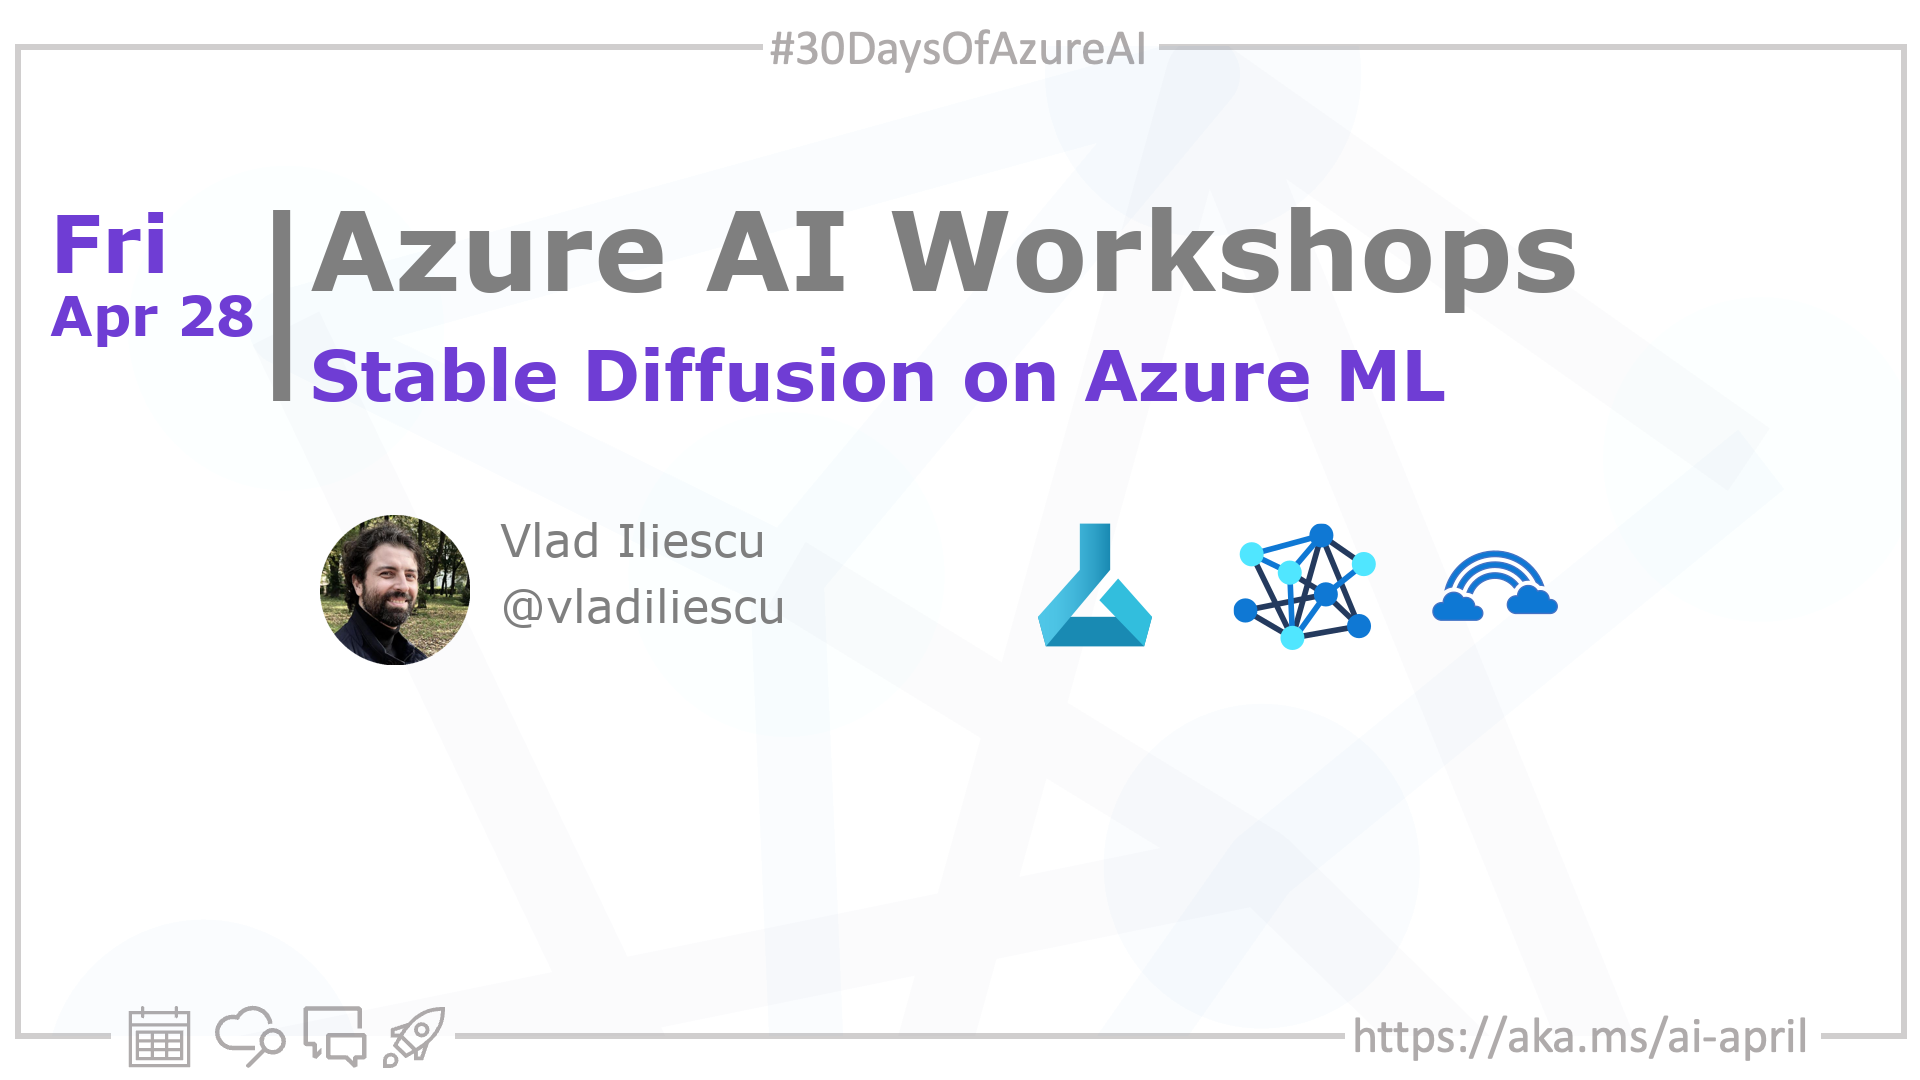 #30DaysOfAzureAI
Fri
Apr 28
Azure AI Workshops
Stable Diffusion on Azure ML
Vlad Iliescu
@vladiliescu
https://aka.ms/ai-april